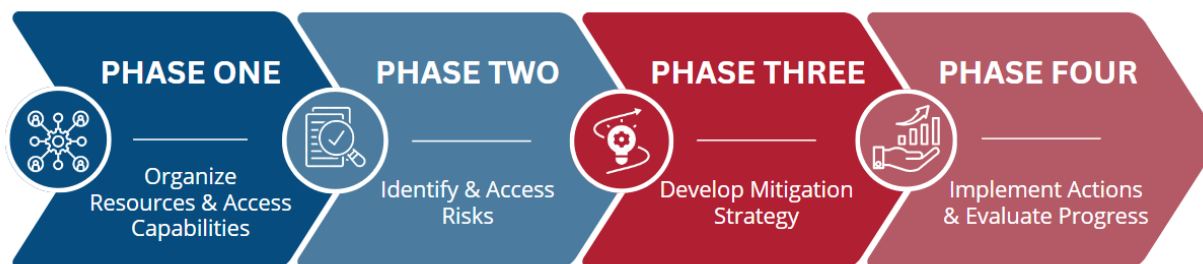 PHASE ONE
Organize
Resources & Access
Capabilities
PHASE TWO
Identify & Access
Risks
PHASE THREE
Develop Mitigation
Strategy
PHASE FOUR
Implement Actions
& Evaluate Progress